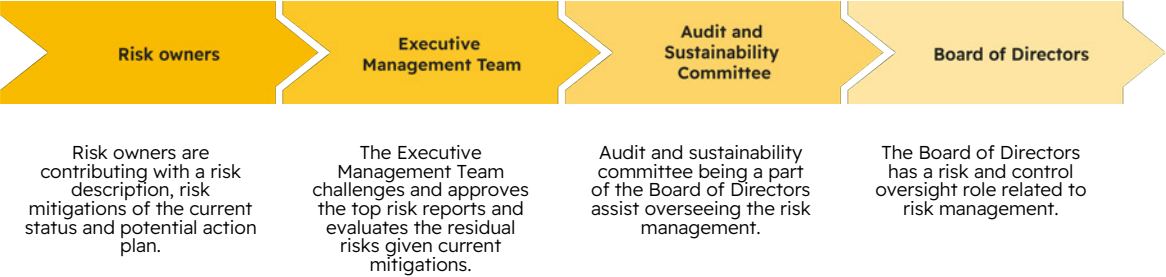 Risk owners
Executive
Management Team
Audit and
Sustainability
Committee
Board of Directors
Risk owners are
contributing with a risk
description, risk
mitigations of the current
status and potential action
plan.
The Executive
Management Team
challenges and approves
the top risk reports and
evaluates the residual
risks given current
mitigations.
Audit and sustainability
committee being a part
of the Board of Directors
assist overseeing the risk
management.
The Board of Directors
has a risk and control
oversight role related to
risk management.